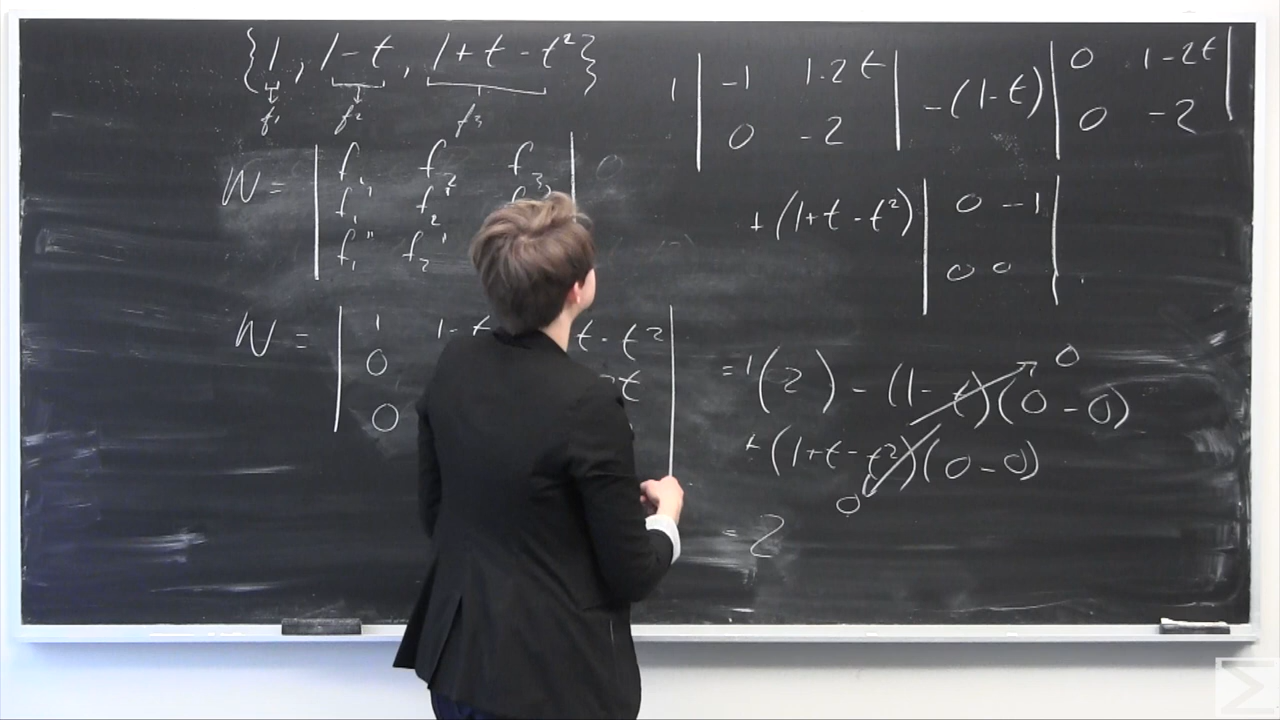 {1, 1-t, 1+t-t²}
f₁ f₂ f₃
W = | f₁ f₂ f₃ |
| f₁' f₂'
| f₁'' f₂''
W = | 1 1-t t-t² |
| 0 2t |
| 0
1 | -1 1-2t | -(1-t) | 0 1-2t |
| 0 -2 | | 0 -2 |
+(1+t-t²) | 0 -1 |
| 0 0 |
= 1(2) - (1-t)(0-0) 0
+(1+t-t²)(0-0)
0
= 2
Σ